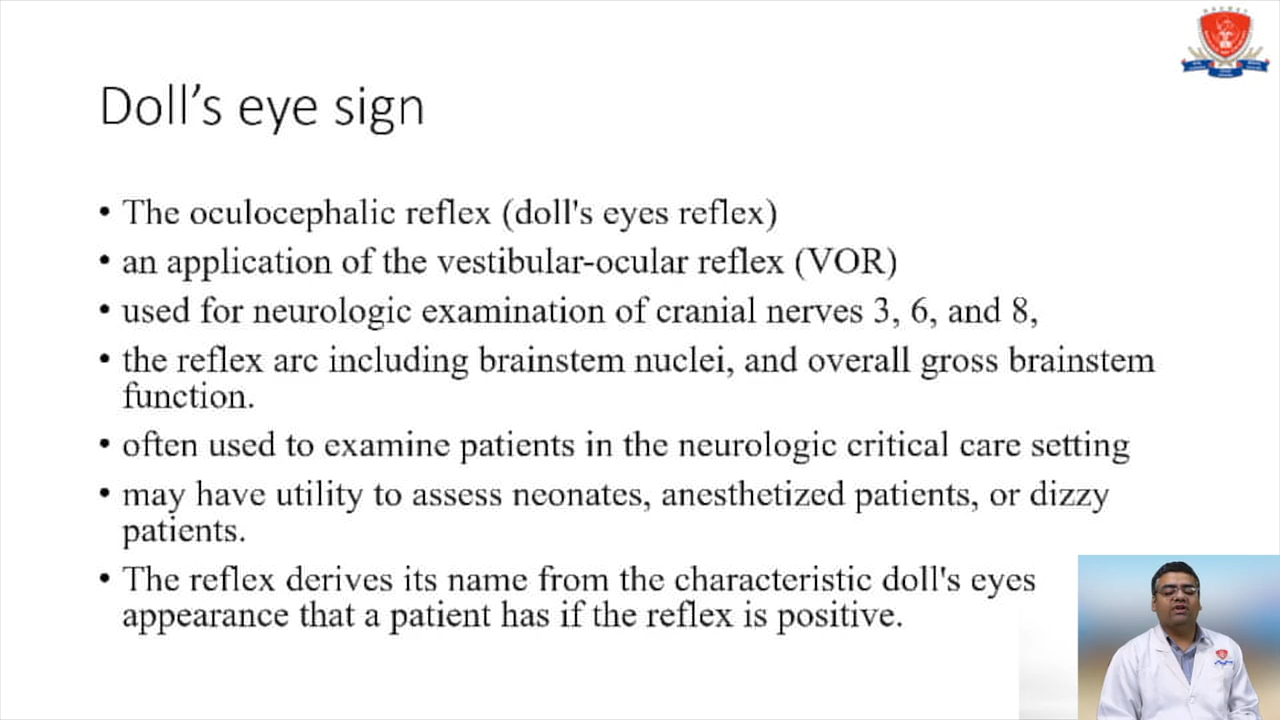 Doll’s eye sign
• The oculocephalic reflex (doll's eyes reflex)
• an application of the vestibular-ocular reflex (VOR)
• used for neurologic examination of cranial nerves 3, 6, and 8,
• the reflex arc including brainstem nuclei, and overall gross brainstem
function.
• often used to examine patients in the neurologic critical care setting
• may have utility to assess neonates, anesthetized patients, or dizzy
patients.
• The reflex derives its name from the characteristic doll's eyes
appearance that a patient has if the reflex is positive.